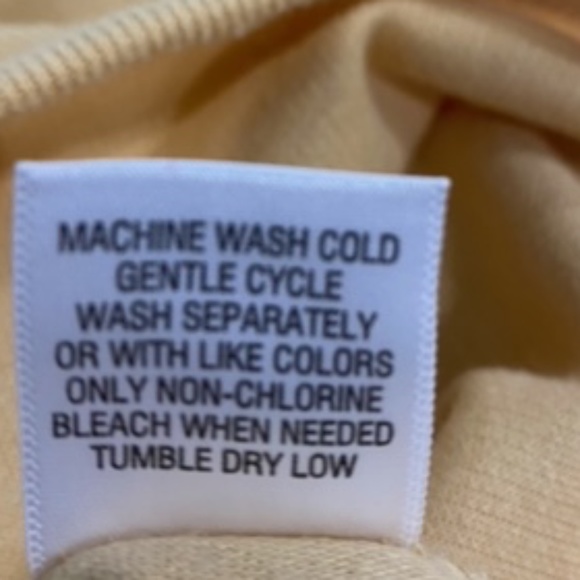 MACHINE WASH COLD
GENTLE CYCLE
WASH SEPARATELY
OR WITH LIKE COLORS
ONLY NON-CHLORINE
BLEACH WHEN NEEDED
TUMBLE DRY LOW